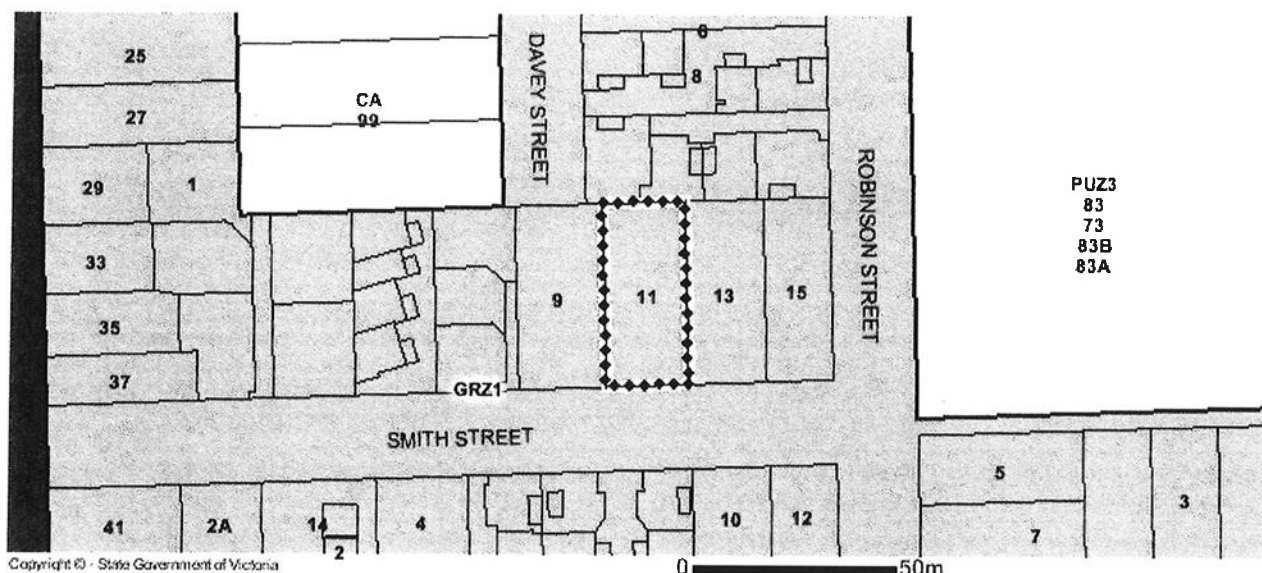 25
27
29
1
33
35
37
CA
99
DAVEY STREET
6
8
ROBINSON STREET
PUZ3
83
73
83B
83A
9
11
13
15
GRZ1
SMITH STREET
41
2A
14
2
4
10
12
5
7
3
Copyright © - State Government of Victoria
0 50m